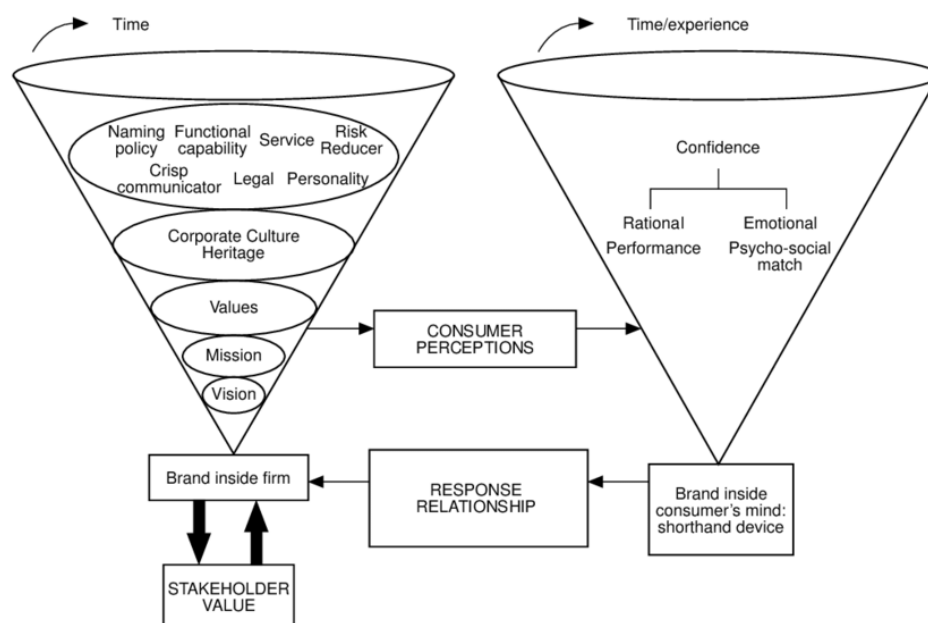 Time
Time/experience
Naming policy
Functional capability
Service
Risk Reducer
Crisp communicator
Legal
Personality
Corporate Culture
Heritage
Values
Mission
Vision
Confidence
Rational
Performance
Emotional
Psycho-social
match
CONSUMER
PERCEPTIONS
Brand inside firm
RESPONSE
RELATIONSHIP
Brand inside
consumer's mind:
shorthand device
STAKEHOLDER
VALUE